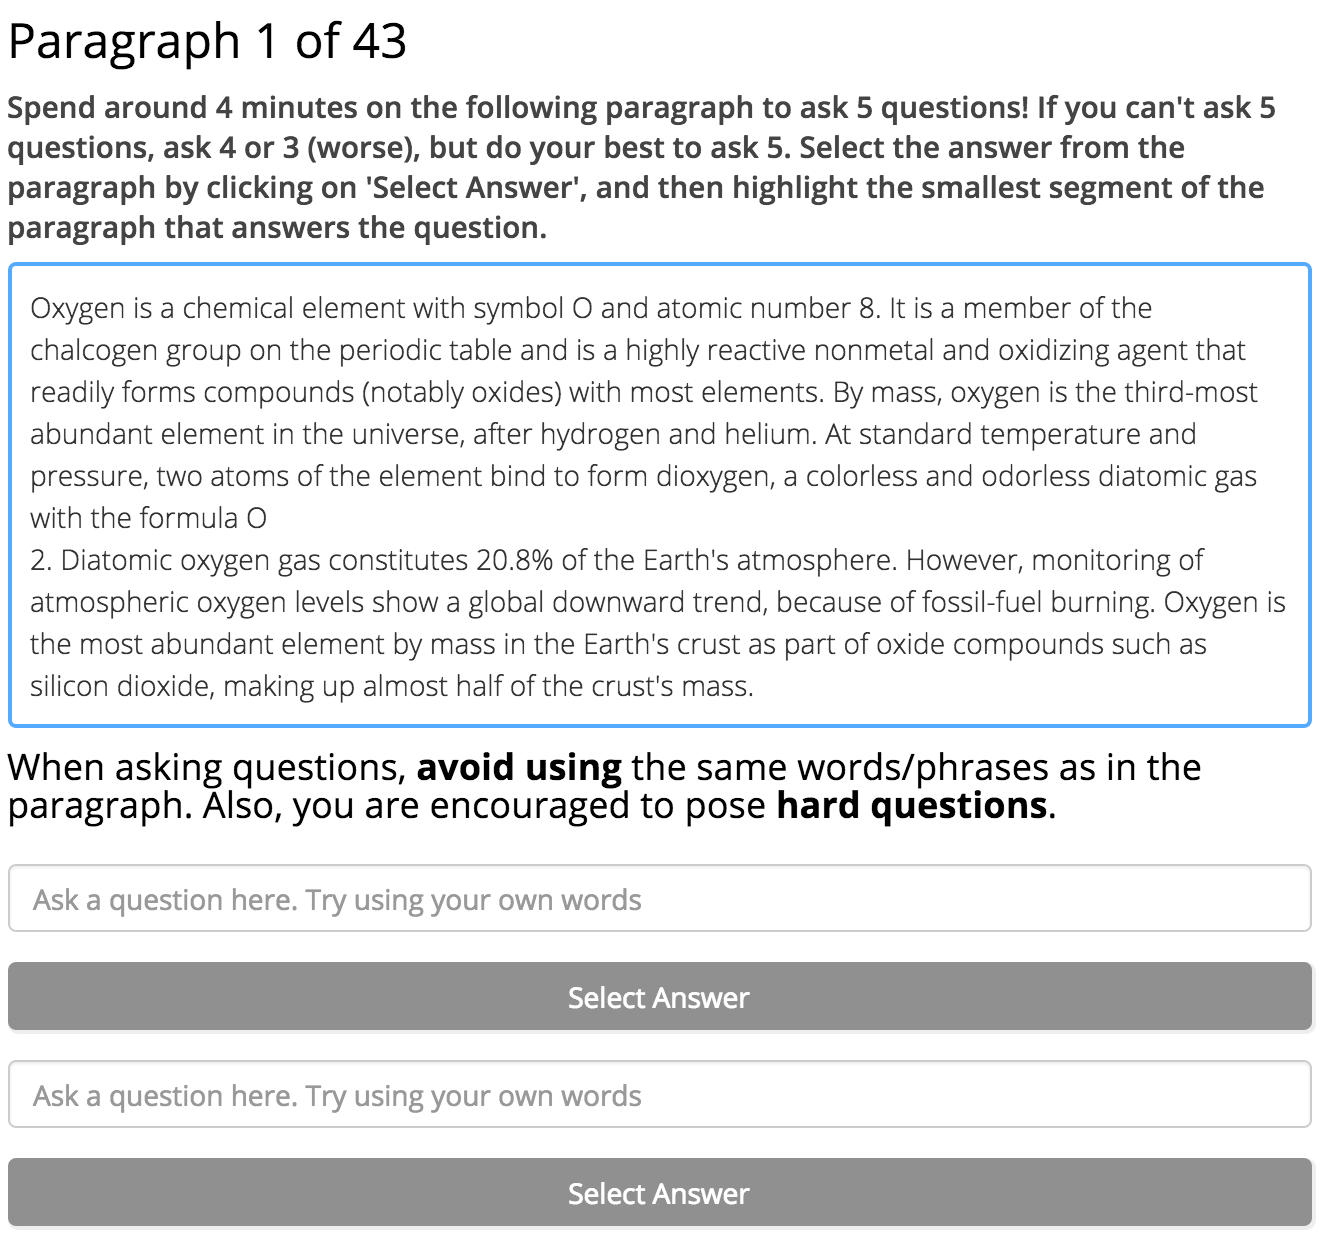 Paragraph 1 of 43
Spend around 4 minutes on the following paragraph to ask 5 questions! If you can't ask 5
questions, ask 4 or 3 (worse), but do your best to ask 5. Select the answer from the
paragraph by clicking on 'Select Answer', and then highlight the smallest segment of the
paragraph that answers the question.
Oxygen is a chemical element with symbol O and atomic number 8. It is a member of the
chalcogen group on the periodic table and is a highly reactive nonmetal and oxidizing agent that
readily forms compounds (notably oxides) with most elements. By mass, oxygen is the third-most
abundant element in the universe, after hydrogen and helium. At standard temperature and
pressure, two atoms of the element bind to form dioxygen, a colorless and odorless diatomic gas
with the formula O
2. Diatomic oxygen gas constitutes 20.8% of the Earth's atmosphere. However, monitoring of
atmospheric oxygen levels show a global downward trend, because of fossil-fuel burning. Oxygen is
the most abundant element by mass in the Earth's crust as part of oxide compounds such as
silicon dioxide, making up almost half of the crust's mass.
When asking questions, avoid using the same words/phrases as in the
paragraph. Also, you are encouraged to pose hard questions.
Ask a question here. Try using your own words
Select Answer
Ask a question here. Try using your own words
Select Answer